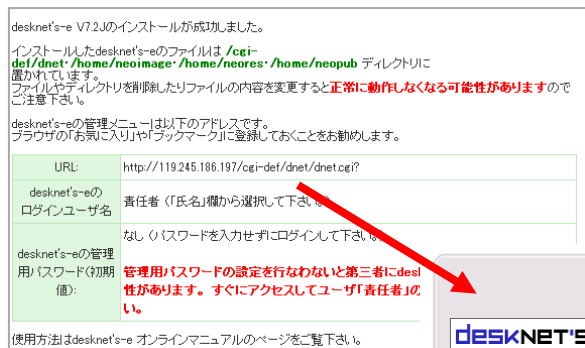 desknet's-e V7.2Jのインストールが成功しました。
インストールしたdesknet's-eのファイルは /cgi-
def/dnet・/home/neoimage・/home/neores・/home/neopub ディレクトリに
置かれています。
ファイルやディレクトリを削除したりファイルの内容を変更すると正常に動作しなくなる可能性がありますので
ご注意下さい。
desknet's-eの管理メニューは以下のアドレスです。
ブラウザの「お気に入り」や「ブックマーク」に登録しておくことをお勧めします。
URL: http://119.245.186.197/cgi-def/dnet/dnet.cgi?
desknet's-eの
ログインユーザ名
責任者 (「氏名」欄から選択して下さい
desknet's-eの管理
用パスワード(初期
値):
なし (パスワードを入力せずにログインして下さい
管理用パスワードの設定を行なわないと第三者にdes
性があります。すぐにアクセスしてユーザ「責任者」の
い。
使用方法はdesknet's-e オンラインマニュアルのページをご覧下さい。
desknet's